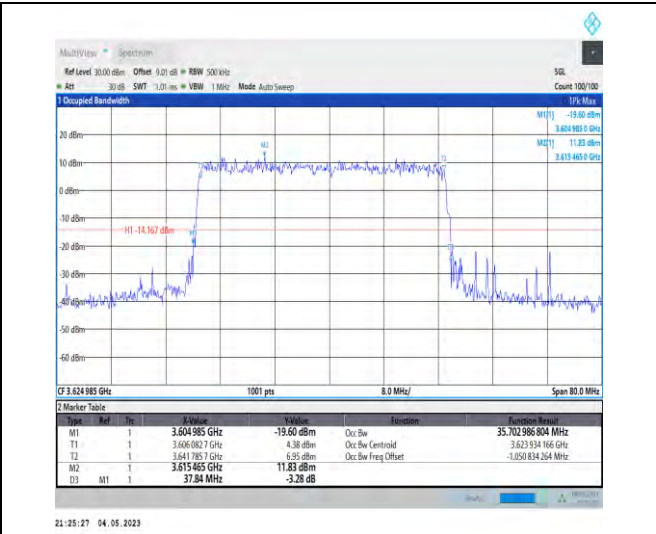 MultiView Spectrum
Ref Level 30.00 dBm Offset 9.01 dB RBW 500 kHz SGL
Att 30 dB SWT 1.01 ms VBW 1 MHz Mode Auto Sweep Count 100/100
1 Occupied Bandwidth 1Pk Max
M1[1] -19.60 dBm
3.604 985 0 GHz
M2[1] 11.83 dBm
3.615 465 0 GHz
20 dBm
M2
10 dBm
0 dBm
-10 dBm
H1 -14.167 dBm
-20 dBm
-30 dBm
-40 dBm
-50 dBm
-60 dBm
CF 3.624 985 GHz 1001 pts 8.0 MHz/ Span 80.0 MHz
2 Marker Table
Type Ref Trc X-Value Y-Value Function Function Result
M1 1 3.604 985 GHz -19.60 dBm Occ Bw 35.702 986 804 MHz
T1 1 3.606 082 7 GHz 4.38 dBm Occ Bw Centroid 3.623 934 166 GHz
T2 1 3.641 785 7 GHz 6.95 dBm Occ Bw Freq Offset -1.050 834 264 MHz
M2 1 3.615 465 GHz 11.83 dBm
D3 M1 1 37.84 MHz -3.28 dB
21:25:27 04.05.2023